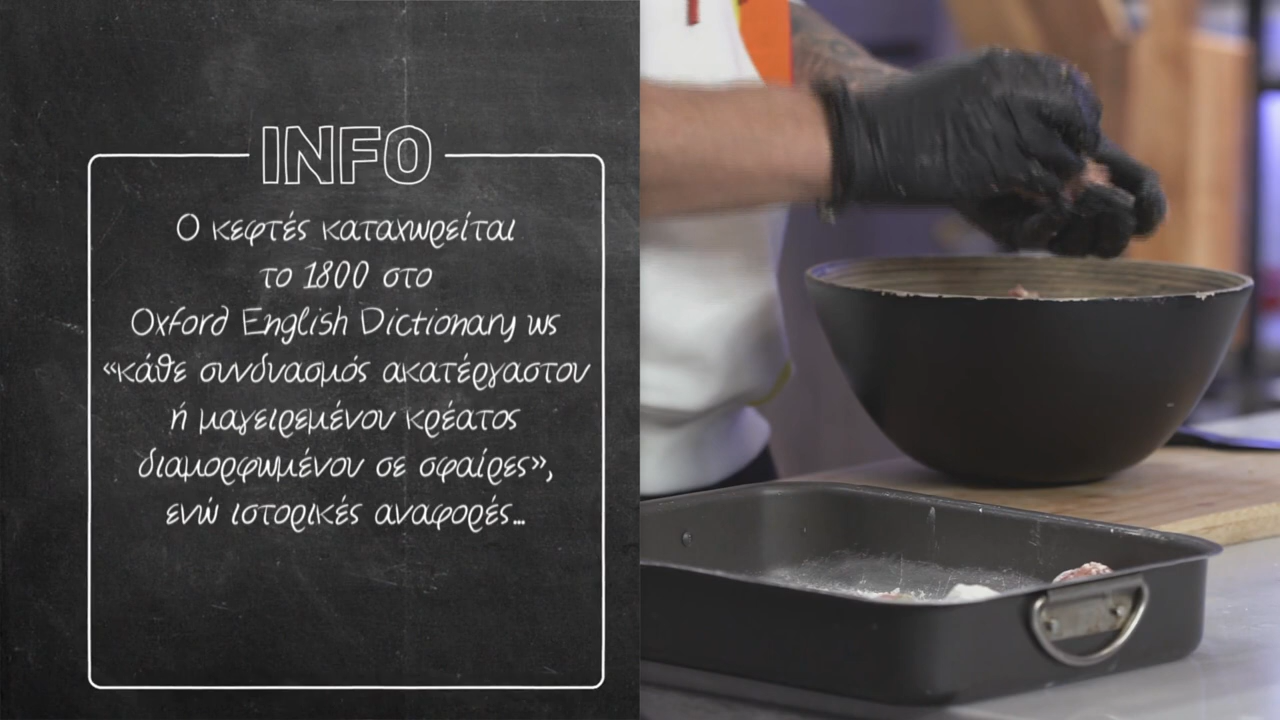 INFO
Ο κεφτές καταχωρείται
το 1800 στο
Oxford English Dictionary ως
«κάθε συνδυασμός ακατέργαστου
ή μαγειρεμένου κρέατος
διαμορφωμένου σε σφαίρες»,
ενώ ιστορικές αναφορές...